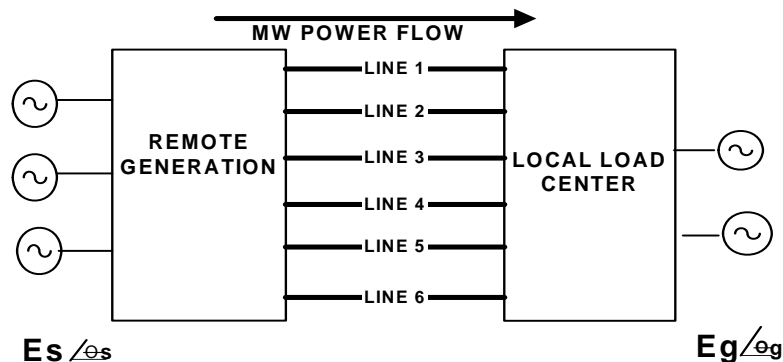 MW POWER FLOW
LINE 1
LINE 2
REMOTE
GENERATION
LINE 3
LOCAL LOAD
CENTER
LINE 4
LINE 5
LINE 6
Es /Θs
Eg /Θg